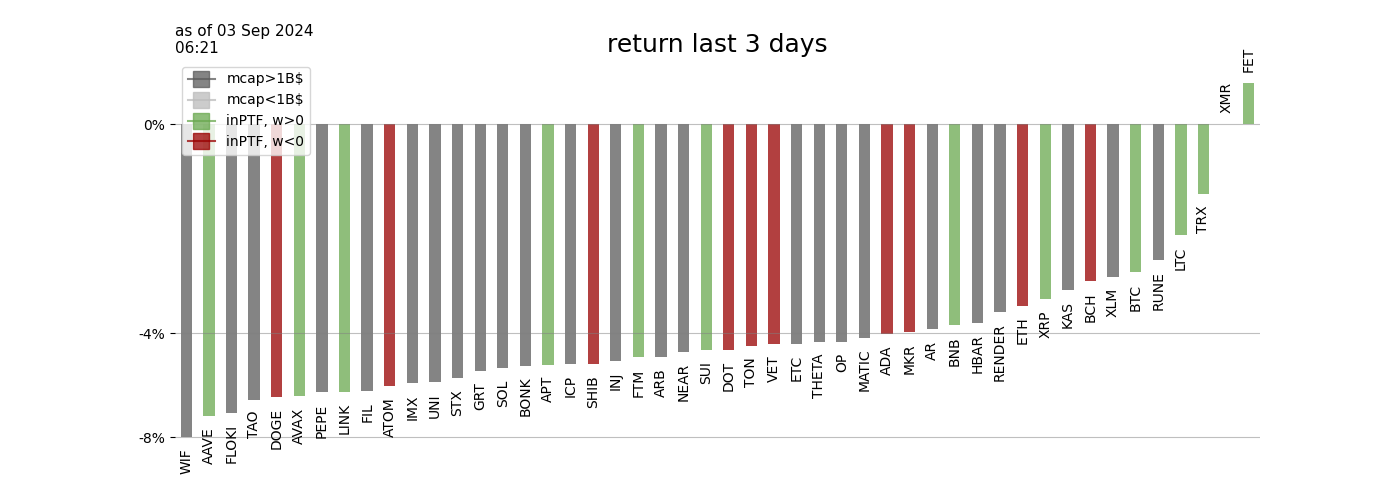 as of 03 Sep 2024
06:21
return last 3 days
mcap>1B$
mcap<1B$
inPTF, w>0
inPTF, w<0
0%
-4%
-8%
WIF
AAVE
FLOKI
TAO
DOGE
AVAX
PEPE
LINK
FIL
ATOM
IMX
UNI
STX
GRT
SOL
BONK
APT
ICP
SHIB
INJ
FTM
ARB
NEAR
SUI
DOT
TON
VET
ETC
THETA
OP
MATIC
ADA
MKR
AR
BNB
HBAR
RENDER
ETH
XRP
KAS
BCH
XLM
BTC
RUNE
LTC
TRX
XMR
FET